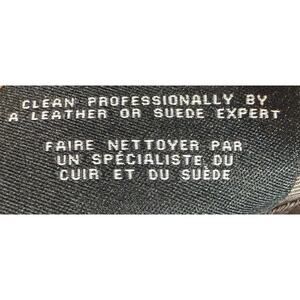 CLEAN PROFESSIONALLY BY
A LEATHER OR SUEDE EXPERT
FAIRE NETTOYER PAR
UN SPÉCIALISTE DU
CUIR ET DU SUÈDE